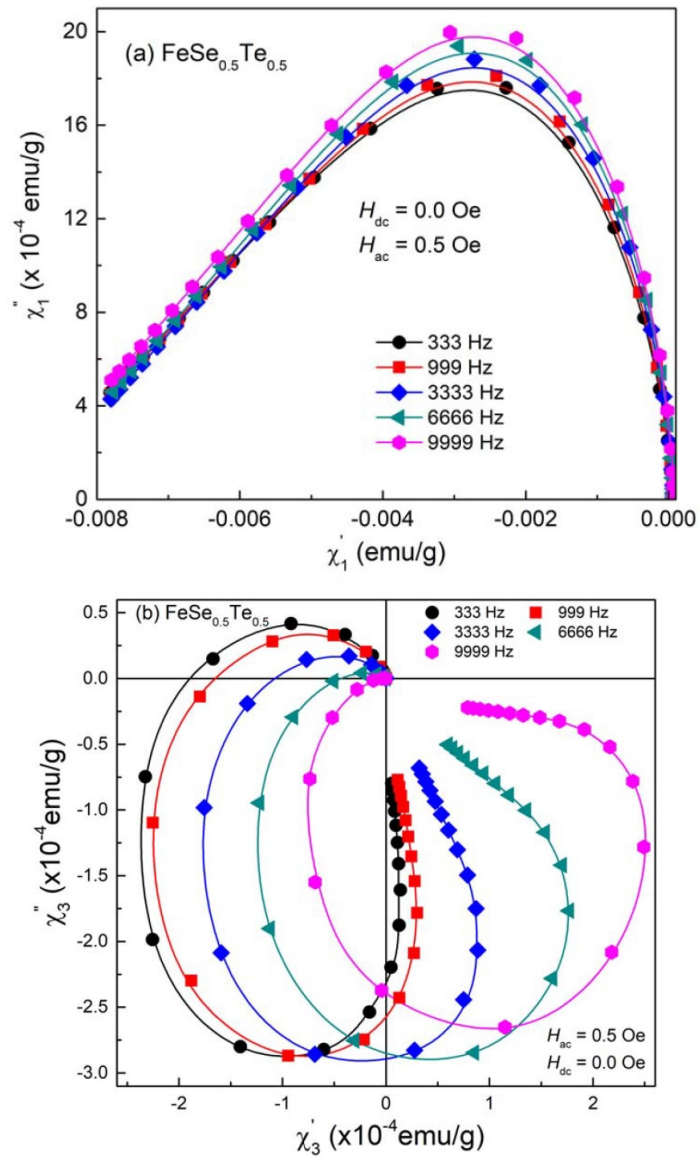 (a) FeSe0.5Te0.5
20
16
12
8
4
0
χ1'' (x 10-4 emu/g)
Hdc = 0.0 Oe
Hac = 0.5 Oe
333 Hz
999 Hz
3333 Hz
6666 Hz
9999 Hz
-0.008 -0.006 -0.004 -0.002 0.000
χ1' (emu/g)
(b) FeSe0.5Te0.5
333 Hz 999 Hz
3333 Hz 6666 Hz
9999 Hz
0.5
0.0
-0.5
-1.0
-1.5
-2.0
-2.5
-3.0
χ3'' (x10-4 emu/g)
Hac = 0.5 Oe
Hdc = 0.0 Oe
-2 -1 0 1 2
χ3' (x10-4 emu/g)